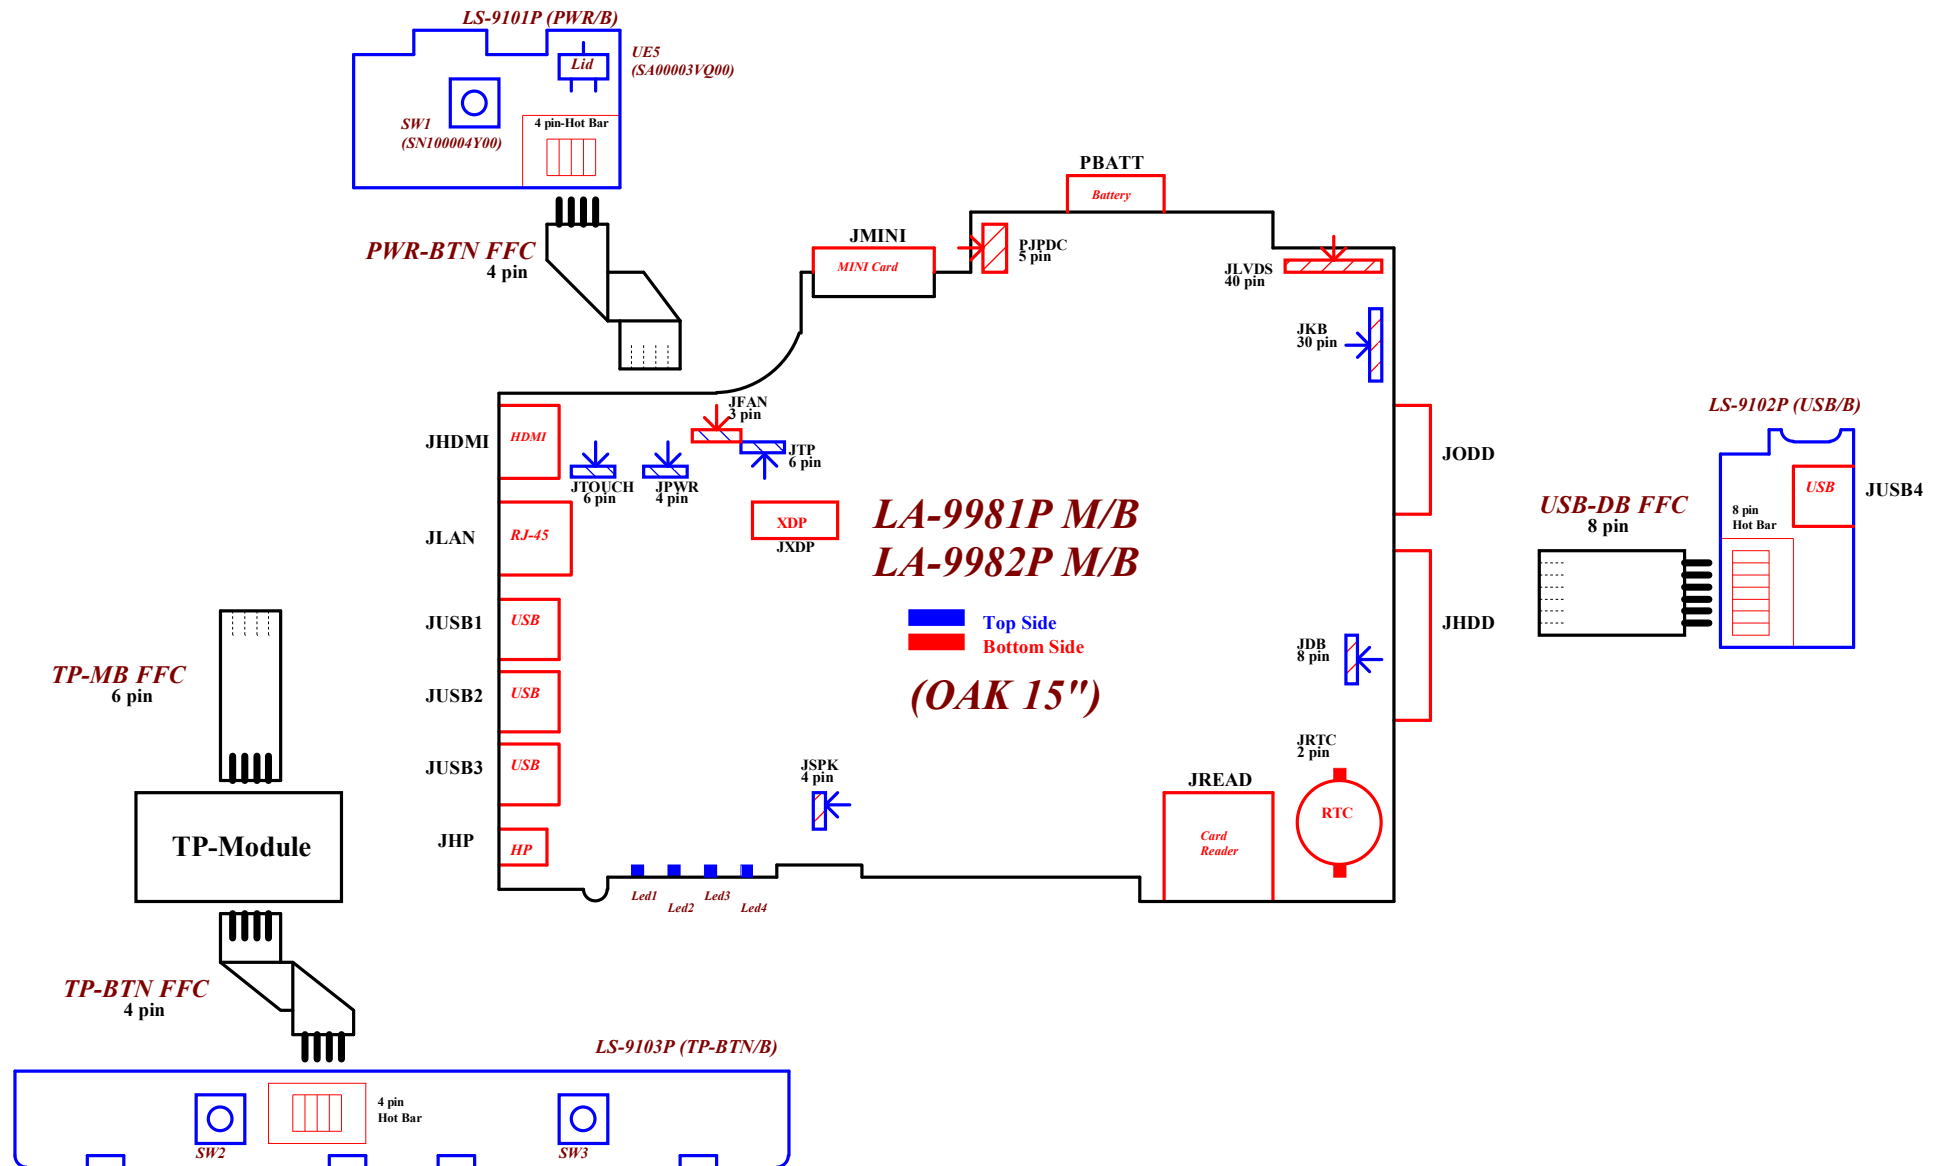 LS-9101P (PWR/B)
Lid
UE5
(SA00003VQ00)
SW1
(SN100004Y00)
4 pin-Hot Bar
PWR-BTN FFC
4 pin
PBATT
Battery
JMINI
MINI Card
PJPDC
5 pin
JLVDS
40 pin
JKB
30 pin
JFAN
3 pin
JTP
6 pin
JTOUCH
6 pin
JPWR
4 pin
JHDMI
HDMI
JLAN
RJ-45
XDP
JXDP
LA-9981P M/B
LA-9982P M/B
Top Side
Bottom Side
(OAK 15")
JODD
JHDD
JDB
8 pin
USB-DB FFC
8 pin
LS-9102P (USB/B)
USB
JUSB4
8 pin
Hot Bar
JUSB1
USB
JUSB2
USB
JUSB3
USB
JHP
HP
TP-MB FFC
6 pin
TP-Module
JSPK
4 pin
JREAD
Card
Reader
JRTC
2 pin
RTC
Led1
Led2
Led3
Led4
TP-BTN FFC
4 pin
LS-9103P (TP-BTN/B)
4 pin
Hot Bar
SW2
SW3